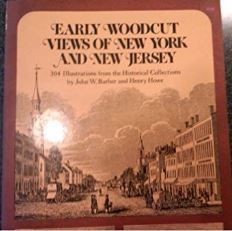 EARLY WOODCUT
VIEWS OF NEW YORK
AND NEW JERSEY
304 Illustrations from the Historical Collections
by John W. Barber and Henry Howe